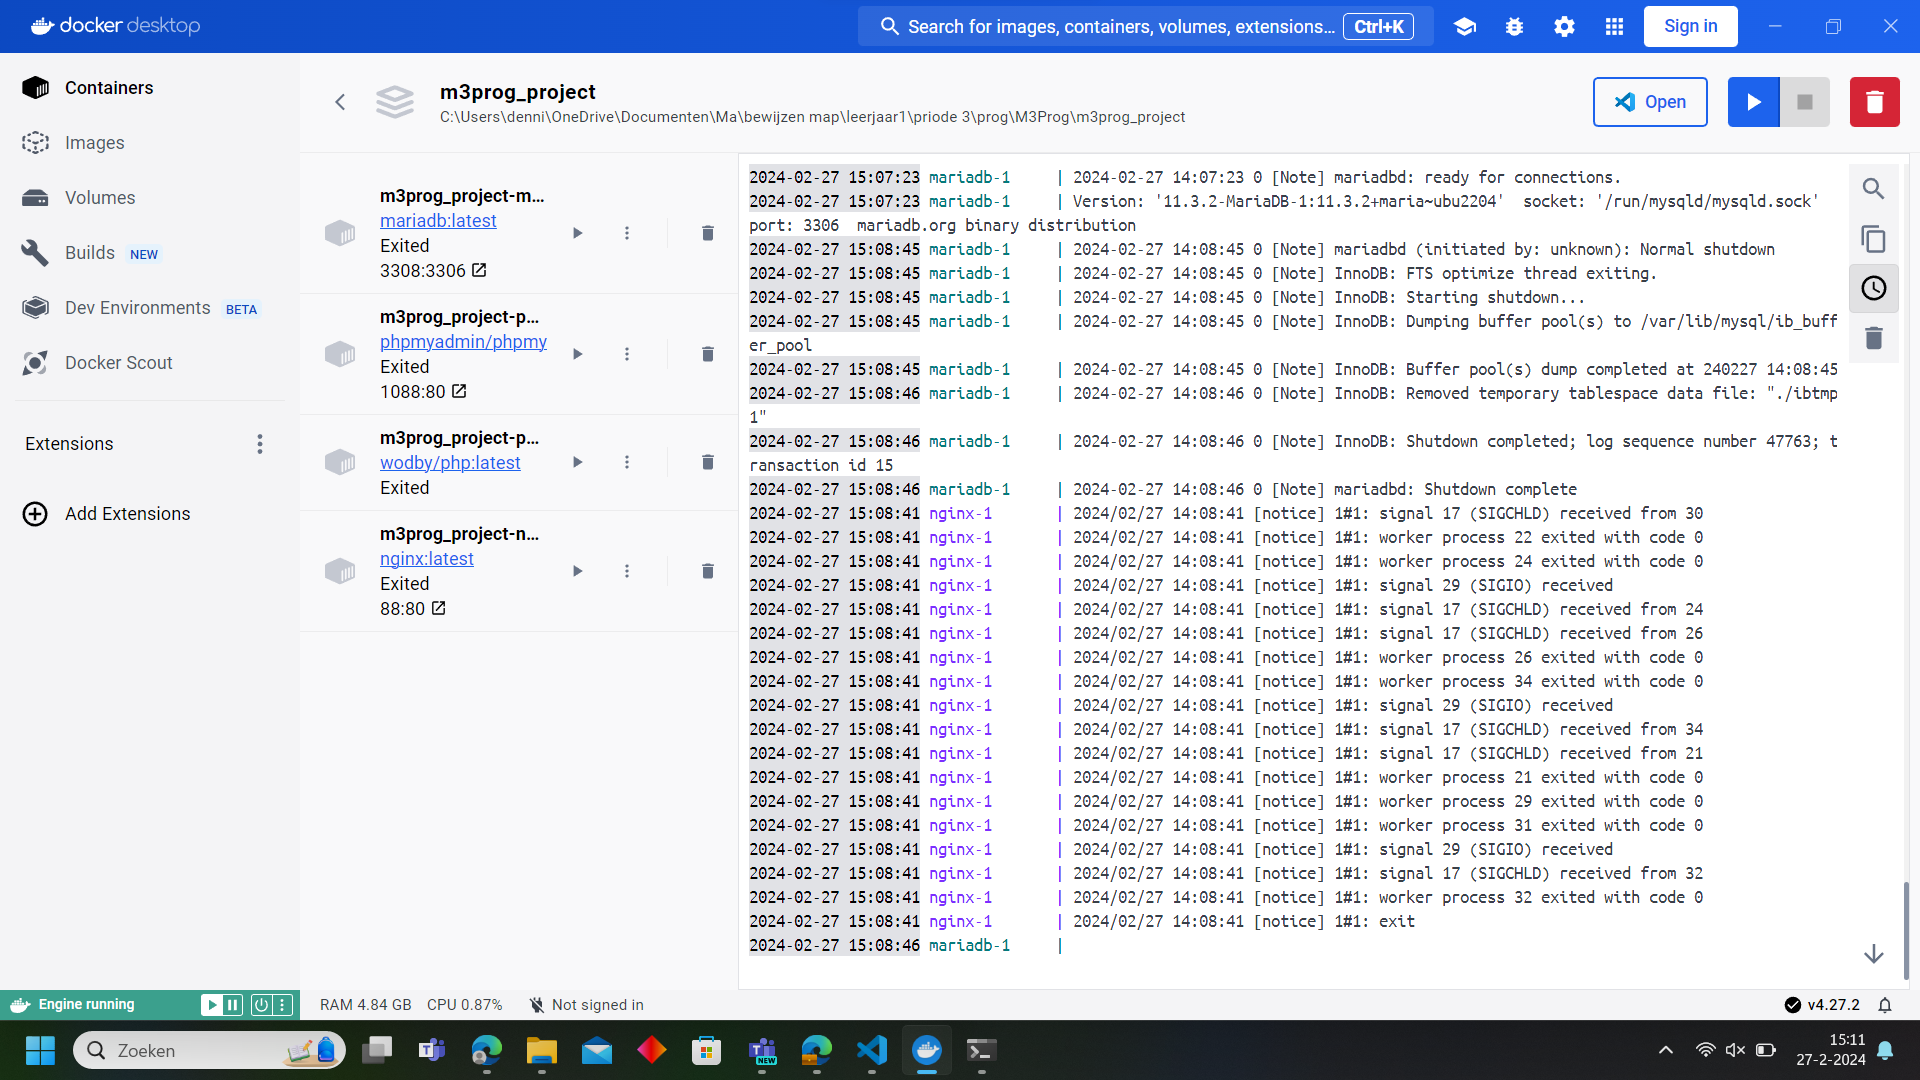 docker desktop
Search for images, containers, volumes, extensions... Ctrl+K
Sign in
Containers
Images
Volumes
Builds NEW
Dev Environments BETA
Docker Scout
Extensions
Add Extensions
m3prog_project
C:\Users\denni\OneDrive\Documenten\Ma\bewijzen map\leerjaar1\priode 3\prog\M3Prog\m3prog_project
Open
m3prog_project-m...
mariadb:latest
Exited
3308:3306
m3prog_project-p...
phpmyadmin/phpmy
Exited
1088:80
m3prog_project-p...
wodby/php:latest
Exited
m3prog_project-n...
nginx:latest
Exited
88:80
2024-02-27 15:07:23 mariadb-1 | 2024-02-27 14:07:23 0 [Note] mariadbd: ready for connections.
2024-02-27 15:07:23 mariadb-1 | Version: '11.3.2-MariaDB-1:11.3.2+maria~ubu2204' socket: '/run/mysqld/mysqld.sock'
port: 3306 mariadb.org binary distribution
2024-02-27 15:08:45 mariadb-1 | 2024-02-27 14:08:45 0 [Note] mariadbd (initiated by: unknown): Normal shutdown
2024-02-27 15:08:45 mariadb-1 | 2024-02-27 14:08:45 0 [Note] InnoDB: FTS optimize thread exiting.
2024-02-27 15:08:45 mariadb-1 | 2024-02-27 14:08:45 0 [Note] InnoDB: Starting shutdown...
2024-02-27 15:08:45 mariadb-1 | 2024-02-27 14:08:45 0 [Note] InnoDB: Dumping buffer pool(s) to /var/lib/mysql/ib_buff
er_pool
2024-02-27 15:08:45 mariadb-1 | 2024-02-27 14:08:45 0 [Note] InnoDB: Buffer pool(s) dump completed at 240227 14:08:45
2024-02-27 15:08:46 mariadb-1 | 2024-02-27 14:08:46 0 [Note] InnoDB: Removed temporary tablespace data file: "./ibtmp
1"
2024-02-27 15:08:46 mariadb-1 | 2024-02-27 14:08:46 0 [Note] InnoDB: Shutdown completed; log sequence number 47763; t
ransaction id 15
2024-02-27 15:08:46 mariadb-1 | 2024-02-27 14:08:46 0 [Note] mariadbd: Shutdown complete
2024-02-27 15:08:41 nginx-1 | 2024/02/27 14:08:41 [notice] 1#1: signal 17 (SIGCHLD) received from 30
2024-02-27 15:08:41 nginx-1 | 2024/02/27 14:08:41 [notice] 1#1: worker process 22 exited with code 0
2024-02-27 15:08:41 nginx-1 | 2024/02/27 14:08:41 [notice] 1#1: worker process 24 exited with code 0
2024-02-27 15:08:41 nginx-1 | 2024/02/27 14:08:41 [notice] 1#1: signal 29 (SIGIO) received
2024-02-27 15:08:41 nginx-1 | 2024/02/27 14:08:41 [notice] 1#1: signal 17 (SIGCHLD) received from 24
2024-02-27 15:08:41 nginx-1 | 2024/02/27 14:08:41 [notice] 1#1: signal 17 (SIGCHLD) received from 26
2024-02-27 15:08:41 nginx-1 | 2024/02/27 14:08:41 [notice] 1#1: worker process 26 exited with code 0
2024-02-27 15:08:41 nginx-1 | 2024/02/27 14:08:41 [notice] 1#1: worker process 34 exited with code 0
2024-02-27 15:08:41 nginx-1 | 2024/02/27 14:08:41 [notice] 1#1: signal 29 (SIGIO) received
2024-02-27 15:08:41 nginx-1 | 2024/02/27 14:08:41 [notice] 1#1: signal 17 (SIGCHLD) received from 34
2024-02-27 15:08:41 nginx-1 | 2024/02/27 14:08:41 [notice] 1#1: signal 17 (SIGCHLD) received from 21
2024-02-27 15:08:41 nginx-1 | 2024/02/27 14:08:41 [notice] 1#1: worker process 21 exited with code 0
2024-02-27 15:08:41 nginx-1 | 2024/02/27 14:08:41 [notice] 1#1: worker process 29 exited with code 0
2024-02-27 15:08:41 nginx-1 | 2024/02/27 14:08:41 [notice] 1#1: worker process 31 exited with code 0
2024-02-27 15:08:41 nginx-1 | 2024/02/27 14:08:41 [notice] 1#1: signal 29 (SIGIO) received
2024-02-27 15:08:41 nginx-1 | 2024/02/27 14:08:41 [notice] 1#1: signal 17 (SIGCHLD) received from 32
2024-02-27 15:08:41 nginx-1 | 2024/02/27 14:08:41 [notice] 1#1: worker process 32 exited with code 0
2024-02-27 15:08:41 nginx-1 | 2024/02/27 14:08:41 [notice] 1#1: exit
2024-02-27 15:08:46 mariadb-1 |
Engine running
RAM 4.84 GB CPU 0.87% Not signed in
v4.27.2
Zoeken
NEW
15:11
27-2-2024